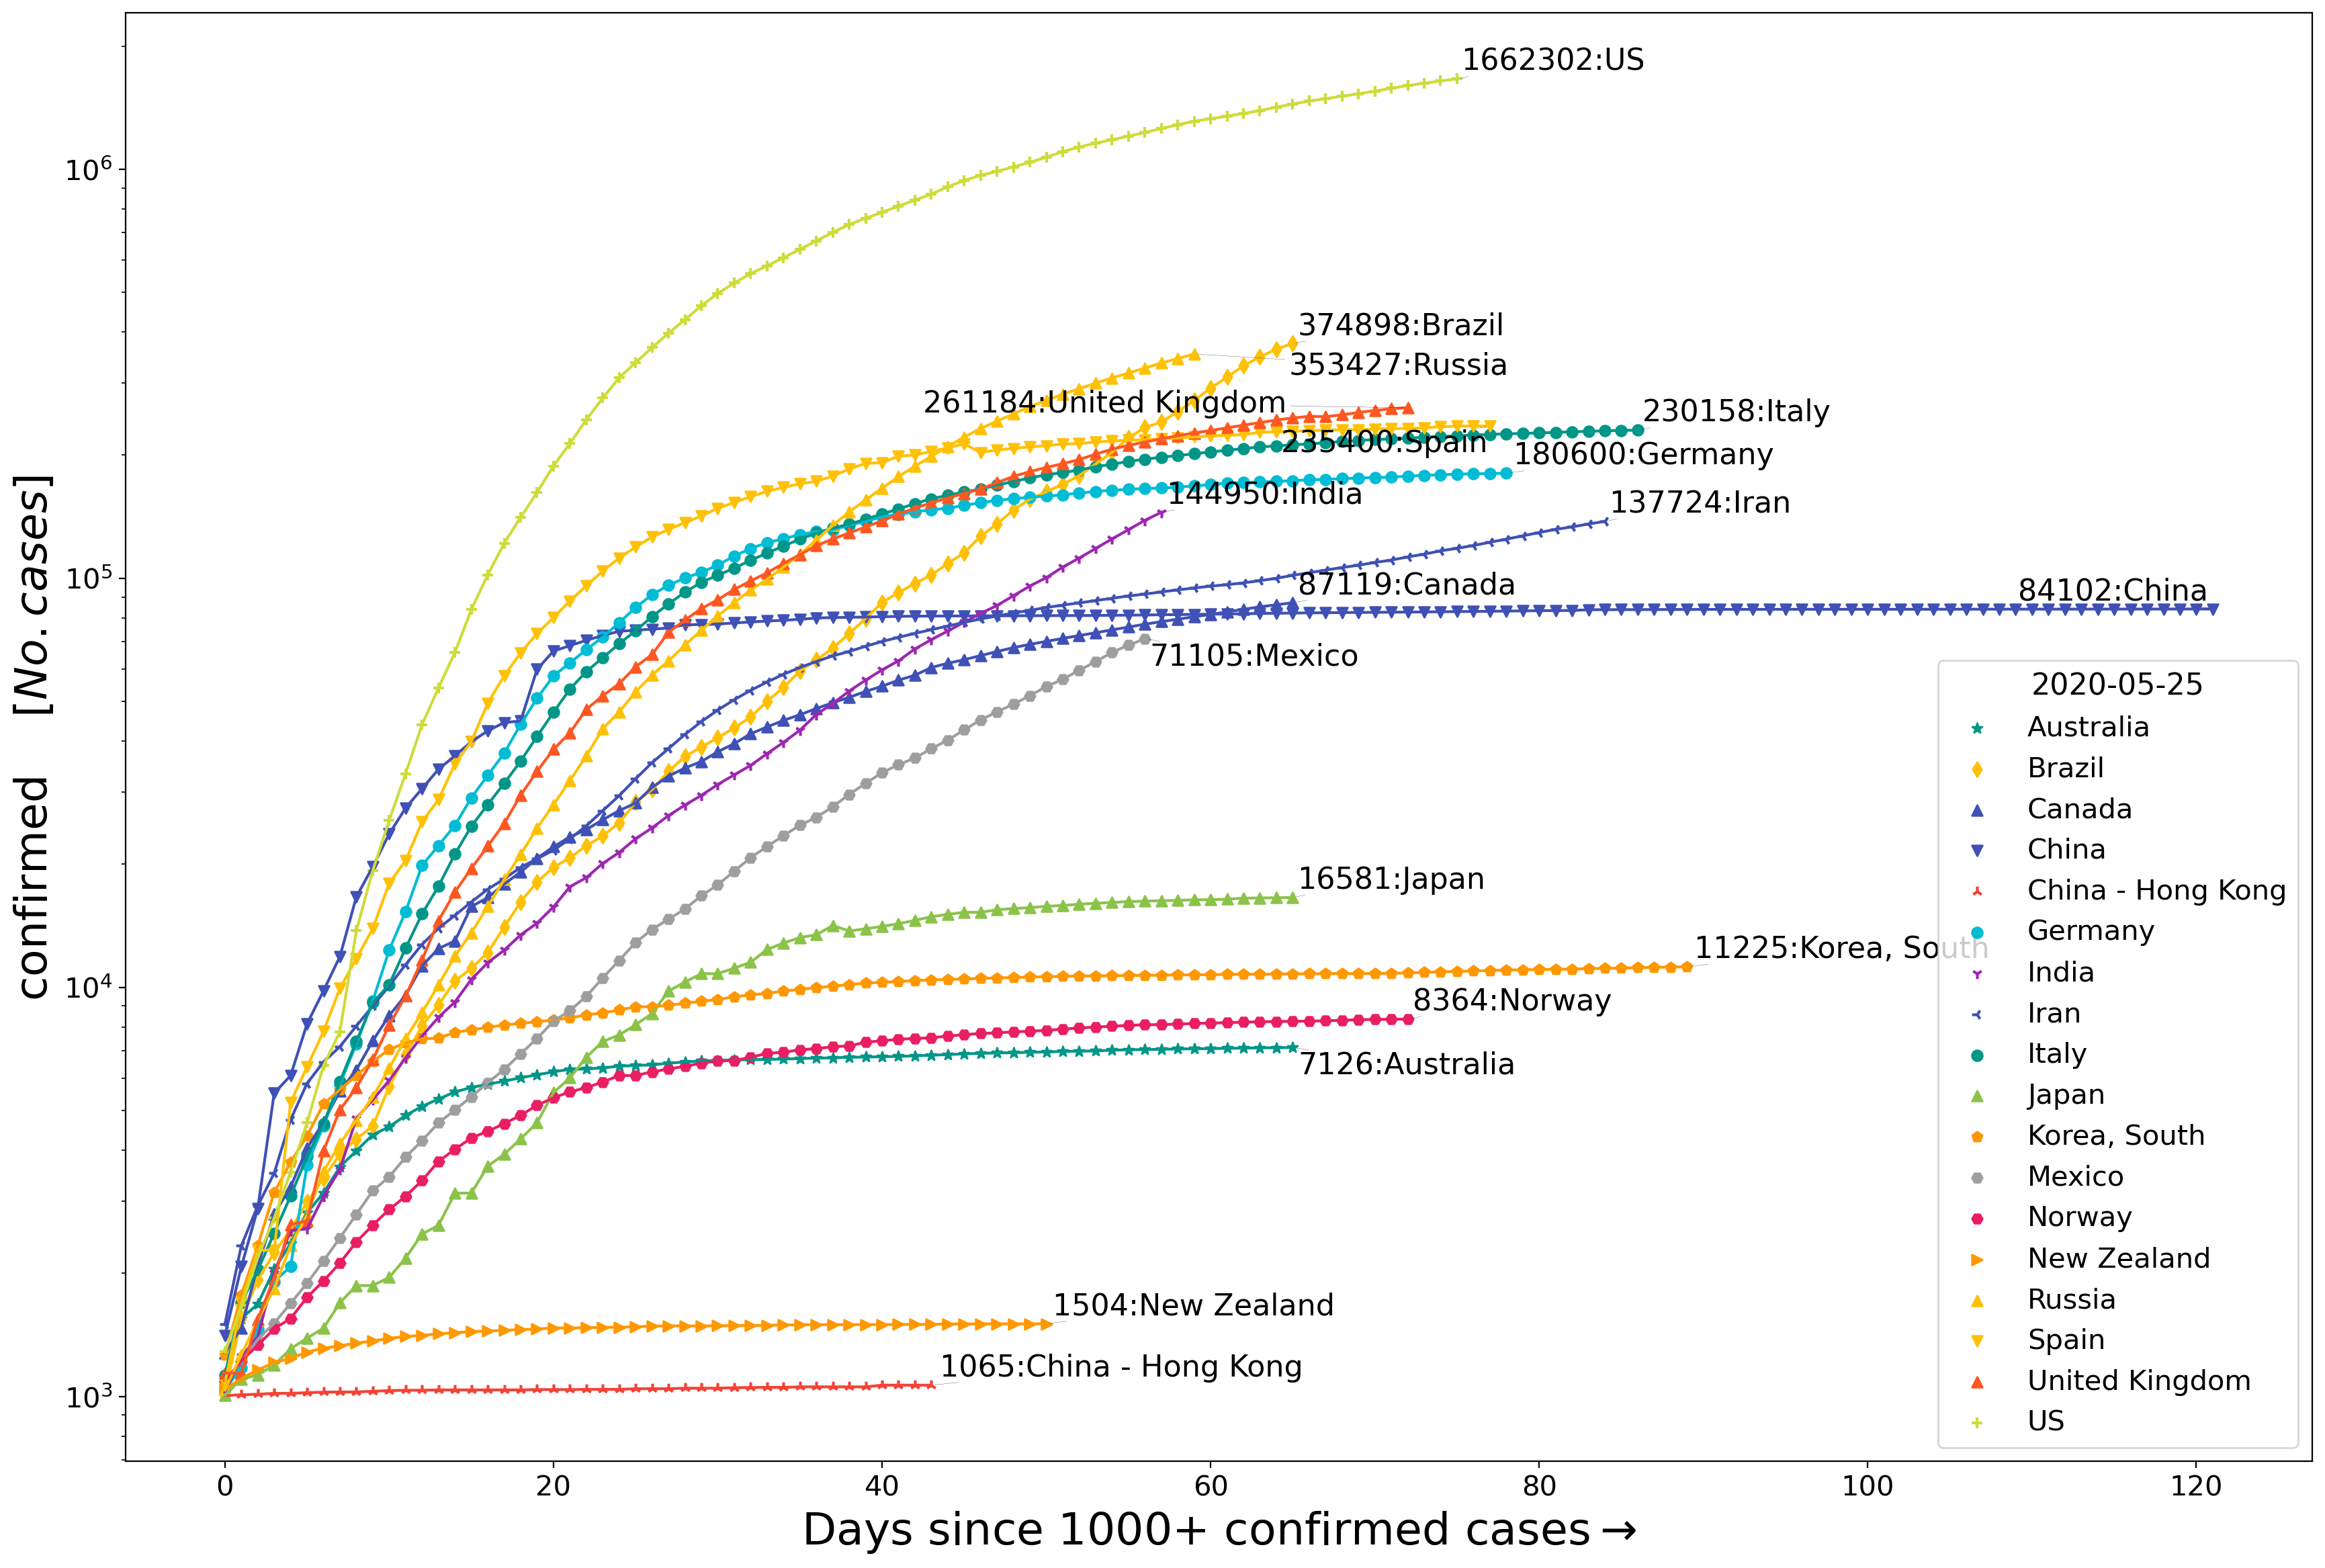 1662302:US
10^6
374898:Brazil
353427:Russia
261184:United Kingdom
230158:Italy
235400:Spain
180600:Germany
144950:India
137724:Iran
10^5
87119:Canada
84102:China
71105:Mexico
16581:Japan
11225:Korea, South
10^4
8364:Norway
7126:Australia
1504:New Zealand
1065:China - Hong Kong
10^3
confirmed [No.cases]
0 20 40 60 80 100 120
Days since 1000+ confirmed cases→
2020-05-25
Australia
Brazil
Canada
China
China - Hong Kong
Germany
India
Iran
Italy
Japan
Korea, South
Mexico
Norway
New Zealand
Russia
Spain
United Kingdom
US